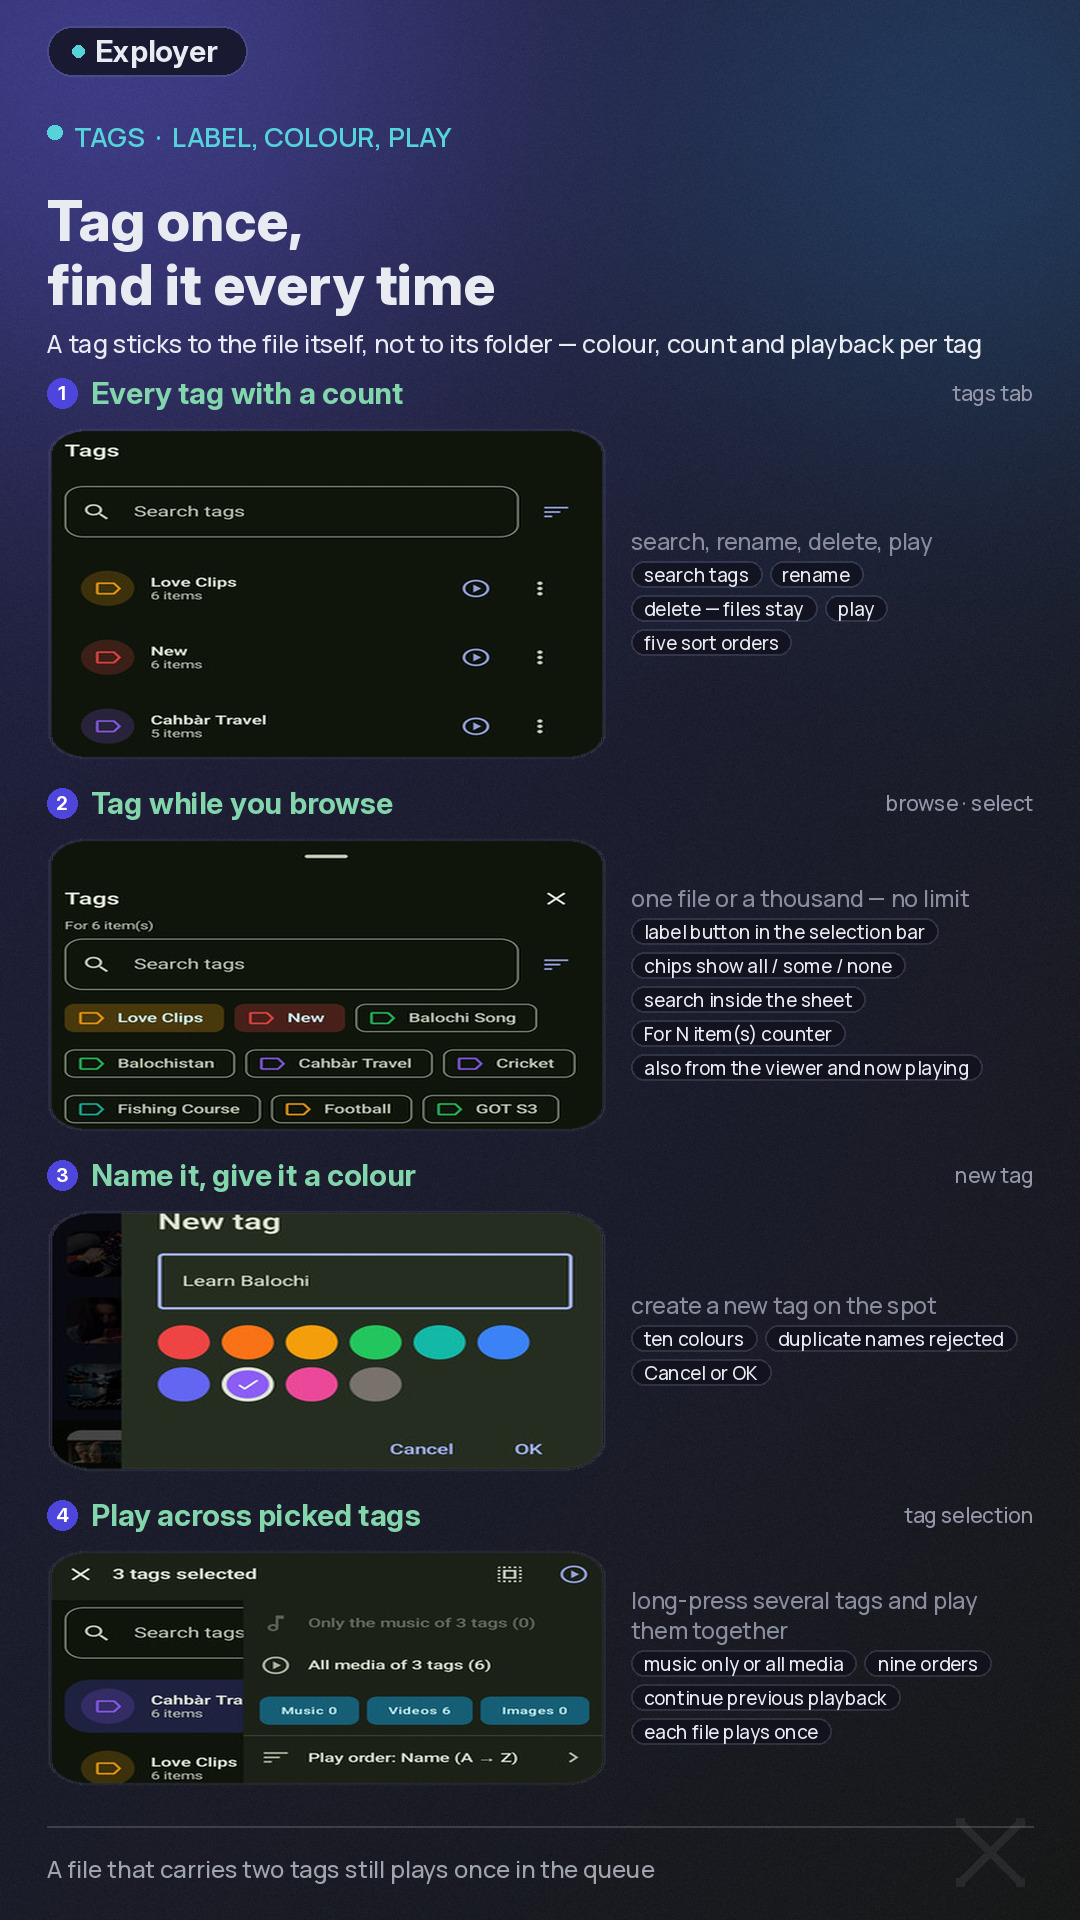 Exployer
TAGS · LABEL, COLOUR, PLAY
Tag once,
find it every time
A tag sticks to the file itself, not to its folder — colour, count and playback per tag
1 Every tag with a count
tags tab
Tags
Search tags
Love Clips
6 items
New
6 items
Cahbàr Travel
5 items
search, rename, delete, play
search tags
rename
delete — files stay
play
five sort orders
2 Tag while you browse
browse · select
Tags
For 6 item(s)
Search tags
Love Clips
New
Balochi Song
Balochistan
Cahbàr Travel
Cricket
Fishing Course
Football
GOT S3
one file or a thousand — no limit
label button in the selection bar
chips show all / some / none
search inside the sheet
For N item(s) counter
also from the viewer and now playing
3 Name it, give it a colour
new tag
New tag
Learn Balochi
Cancel
OK
create a new tag on the spot
ten colours
duplicate names rejected
Cancel or OK
4 Play across picked tags
tag selection
3 tags selected
Search tags
Cahbàr Tra
6 items
Love Clips
6 items
Only the music of 3 tags (0)
All media of 3 tags (6)
Music 0
Videos 6
Images 0
Play order: Name (A → Z)
long-press several tags and play
them together
music only or all media
nine orders
continue previous playback
each file plays once
A file that carries two tags still plays once in the queue